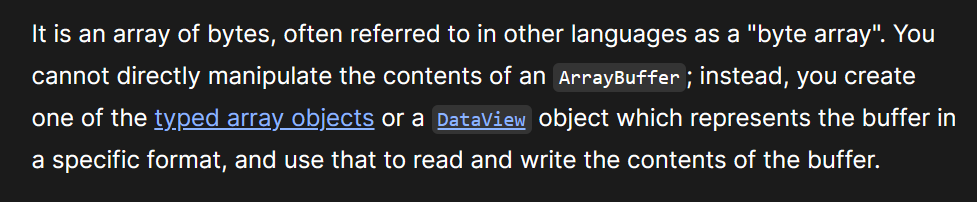 It is an array of bytes, often referred to in other languages as a "byte array". You
cannot directly manipulate the contents of an ArrayBuffer; instead, you create
one of the typed array objects or a DataView object which represents the buffer in
a specific format, and use that to read and write the contents of the buffer.